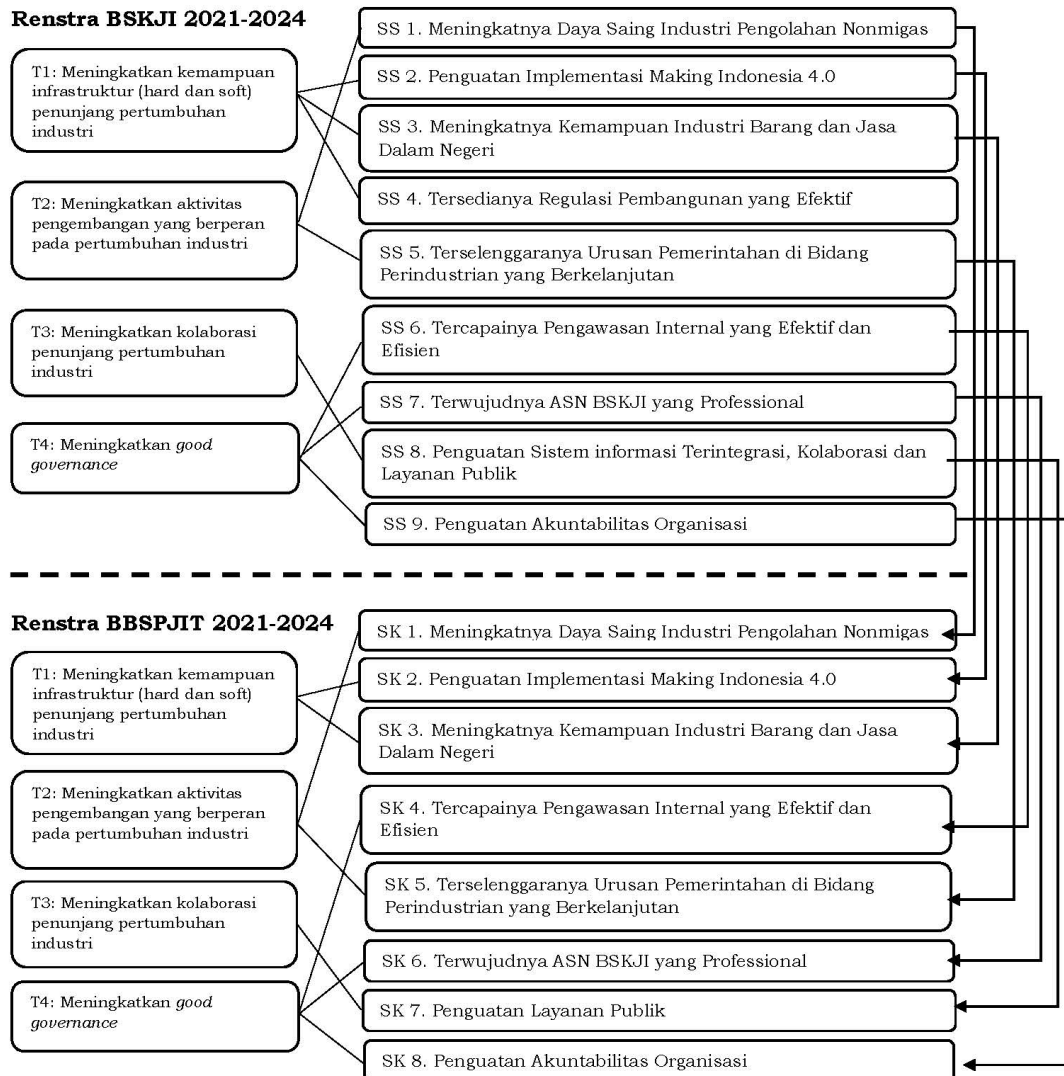 Renstra BSKJI 2021-2024
T1: Meningkatkan kemampuan
infrastruktur (hard dan soft)
penunjang pertumbuhan
industri
T2: Meningkatkan aktivitas
pengembangan yang berperan
pada pertumbuhan industri
T3: Meningkatkan kolaborasi
penunjang pertumbuhan
industri
T4: Meningkatkan good
governance
SS 1. Meningkatnya Daya Saing Industri Pengolahan Nonmigas
SS 2. Penguatan Implementasi Making Indonesia 4.0
SS 3. Meningkatnya Kemampuan Industri Barang dan Jasa
Dalam Negeri
SS 4. Tersedianya Regulasi Pembangunan yang Efektif
SS 5. Terselenggaranya Urusan Pemerintahan di Bidang
Perindustrian yang Berkelanjutan
SS 6. Tercapainya Pengawasan Internal yang Efektif dan
Efisien
SS 7. Terwujudnya ASN BSKJI yang Professional
SS 8. Penguatan Sistem informasi Terintegrasi, Kolaborasi dan
Layanan Publik
SS 9. Penguatan Akuntabilitas Organisasi
Renstra BBSPJIT 2021-2024
T1: Meningkatkan kemampuan
infrastruktur (hard dan soft)
penunjang pertumbuhan
industri
T2: Meningkatkan aktivitas
pengembangan yang berperan
pada pertumbuhan industri
T3: Meningkatkan kolaborasi
penunjang pertumbuhan
industri
T4: Meningkatkan good
governance
SK 1. Meningkatnya Daya Saing Industri Pengolahan Nonmigas
SK 2. Penguatan Implementasi Making Indonesia 4.0
SK 3. Meningkatnya Kemampuan Industri Barang dan Jasa
Dalam Negeri
SK 4. Tercapainya Pengawasan Internal yang Efektif dan
Efisien
SK 5. Terselenggaranya Urusan Pemerintahan di Bidang
Perindustrian yang Berkelanjutan
SK 6. Terwujudnya ASN BSKJI yang Professional
SK 7. Penguatan Layanan Publik
SK 8. Penguatan Akuntabilitas Organisasi